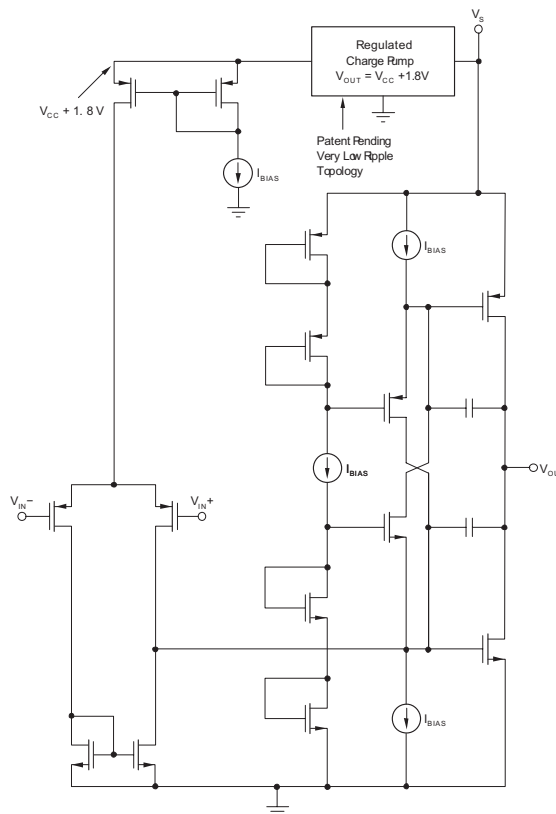 V_S
Regulated
Charge Pump
V_OUT = V_CC +1.8V
V_CC + 1. 8 V
Patent Pending
Very Low Ripple
Topology
I_BIAS
I_BIAS
I_BIAS
V_OU
V_IN−
V_IN+
I_BIAS